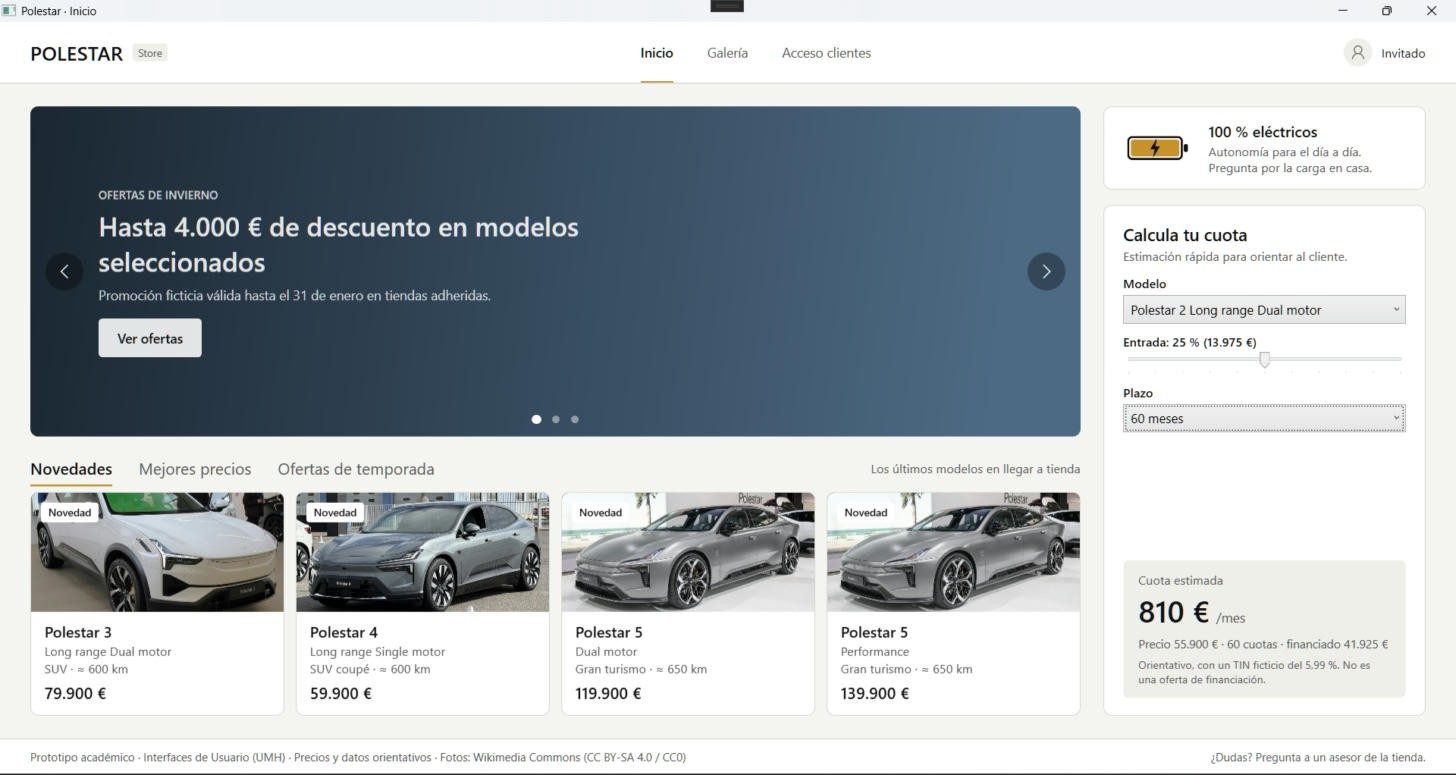 Polestar · Inicio
POLESTAR Store
Inicio Galería Acceso clientes
Invitado
OFERTAS DE INVIERNO
Hasta 4.000 € de descuento en modelos
seleccionados
Promoción ficticia válida hasta el 31 de enero en tiendas adheridas.
Ver ofertas
100 % eléctricos
Autonomía para el día a día.
Pregunta por la carga en casa.
Calcula tu cuota
Estimación rápida para orientar al cliente.
Modelo
Polestar 2 Long range Dual motor
Entrada: 25 % (13.975 €)
Plazo
60 meses
Cuota estimada
810 € /mes
Precio 55.900 € · 60 cuotas · financiado 41.925 €
Orientativo, con un TIN ficticio del 5,99 %. No es
una oferta de financiación.
Novedades Mejores precios Ofertas de temporada
Los últimos modelos en llegar a tienda
Novedad
Polestar 3
Long range Dual motor
SUV · ≈ 600 km
79.900 €
Novedad
Polestar 4
Long range Single motor
SUV coupé · ≈ 600 km
59.900 €
Polestar
Novedad
Polestar 5
Dual motor
Gran turismo · ≈ 650 km
119.900 €
Polestar
Novedad
Polestar 5
Performance
Gran turismo · ≈ 650 km
139.900 €
Prototipo académico · Interfaces de Usuario (UMH) · Precios y datos orientativos · Fotos: Wikimedia Commons (CC BY-SA 4.0 / CC0)
¿Dudas? Pregunta a un asesor de la tienda.